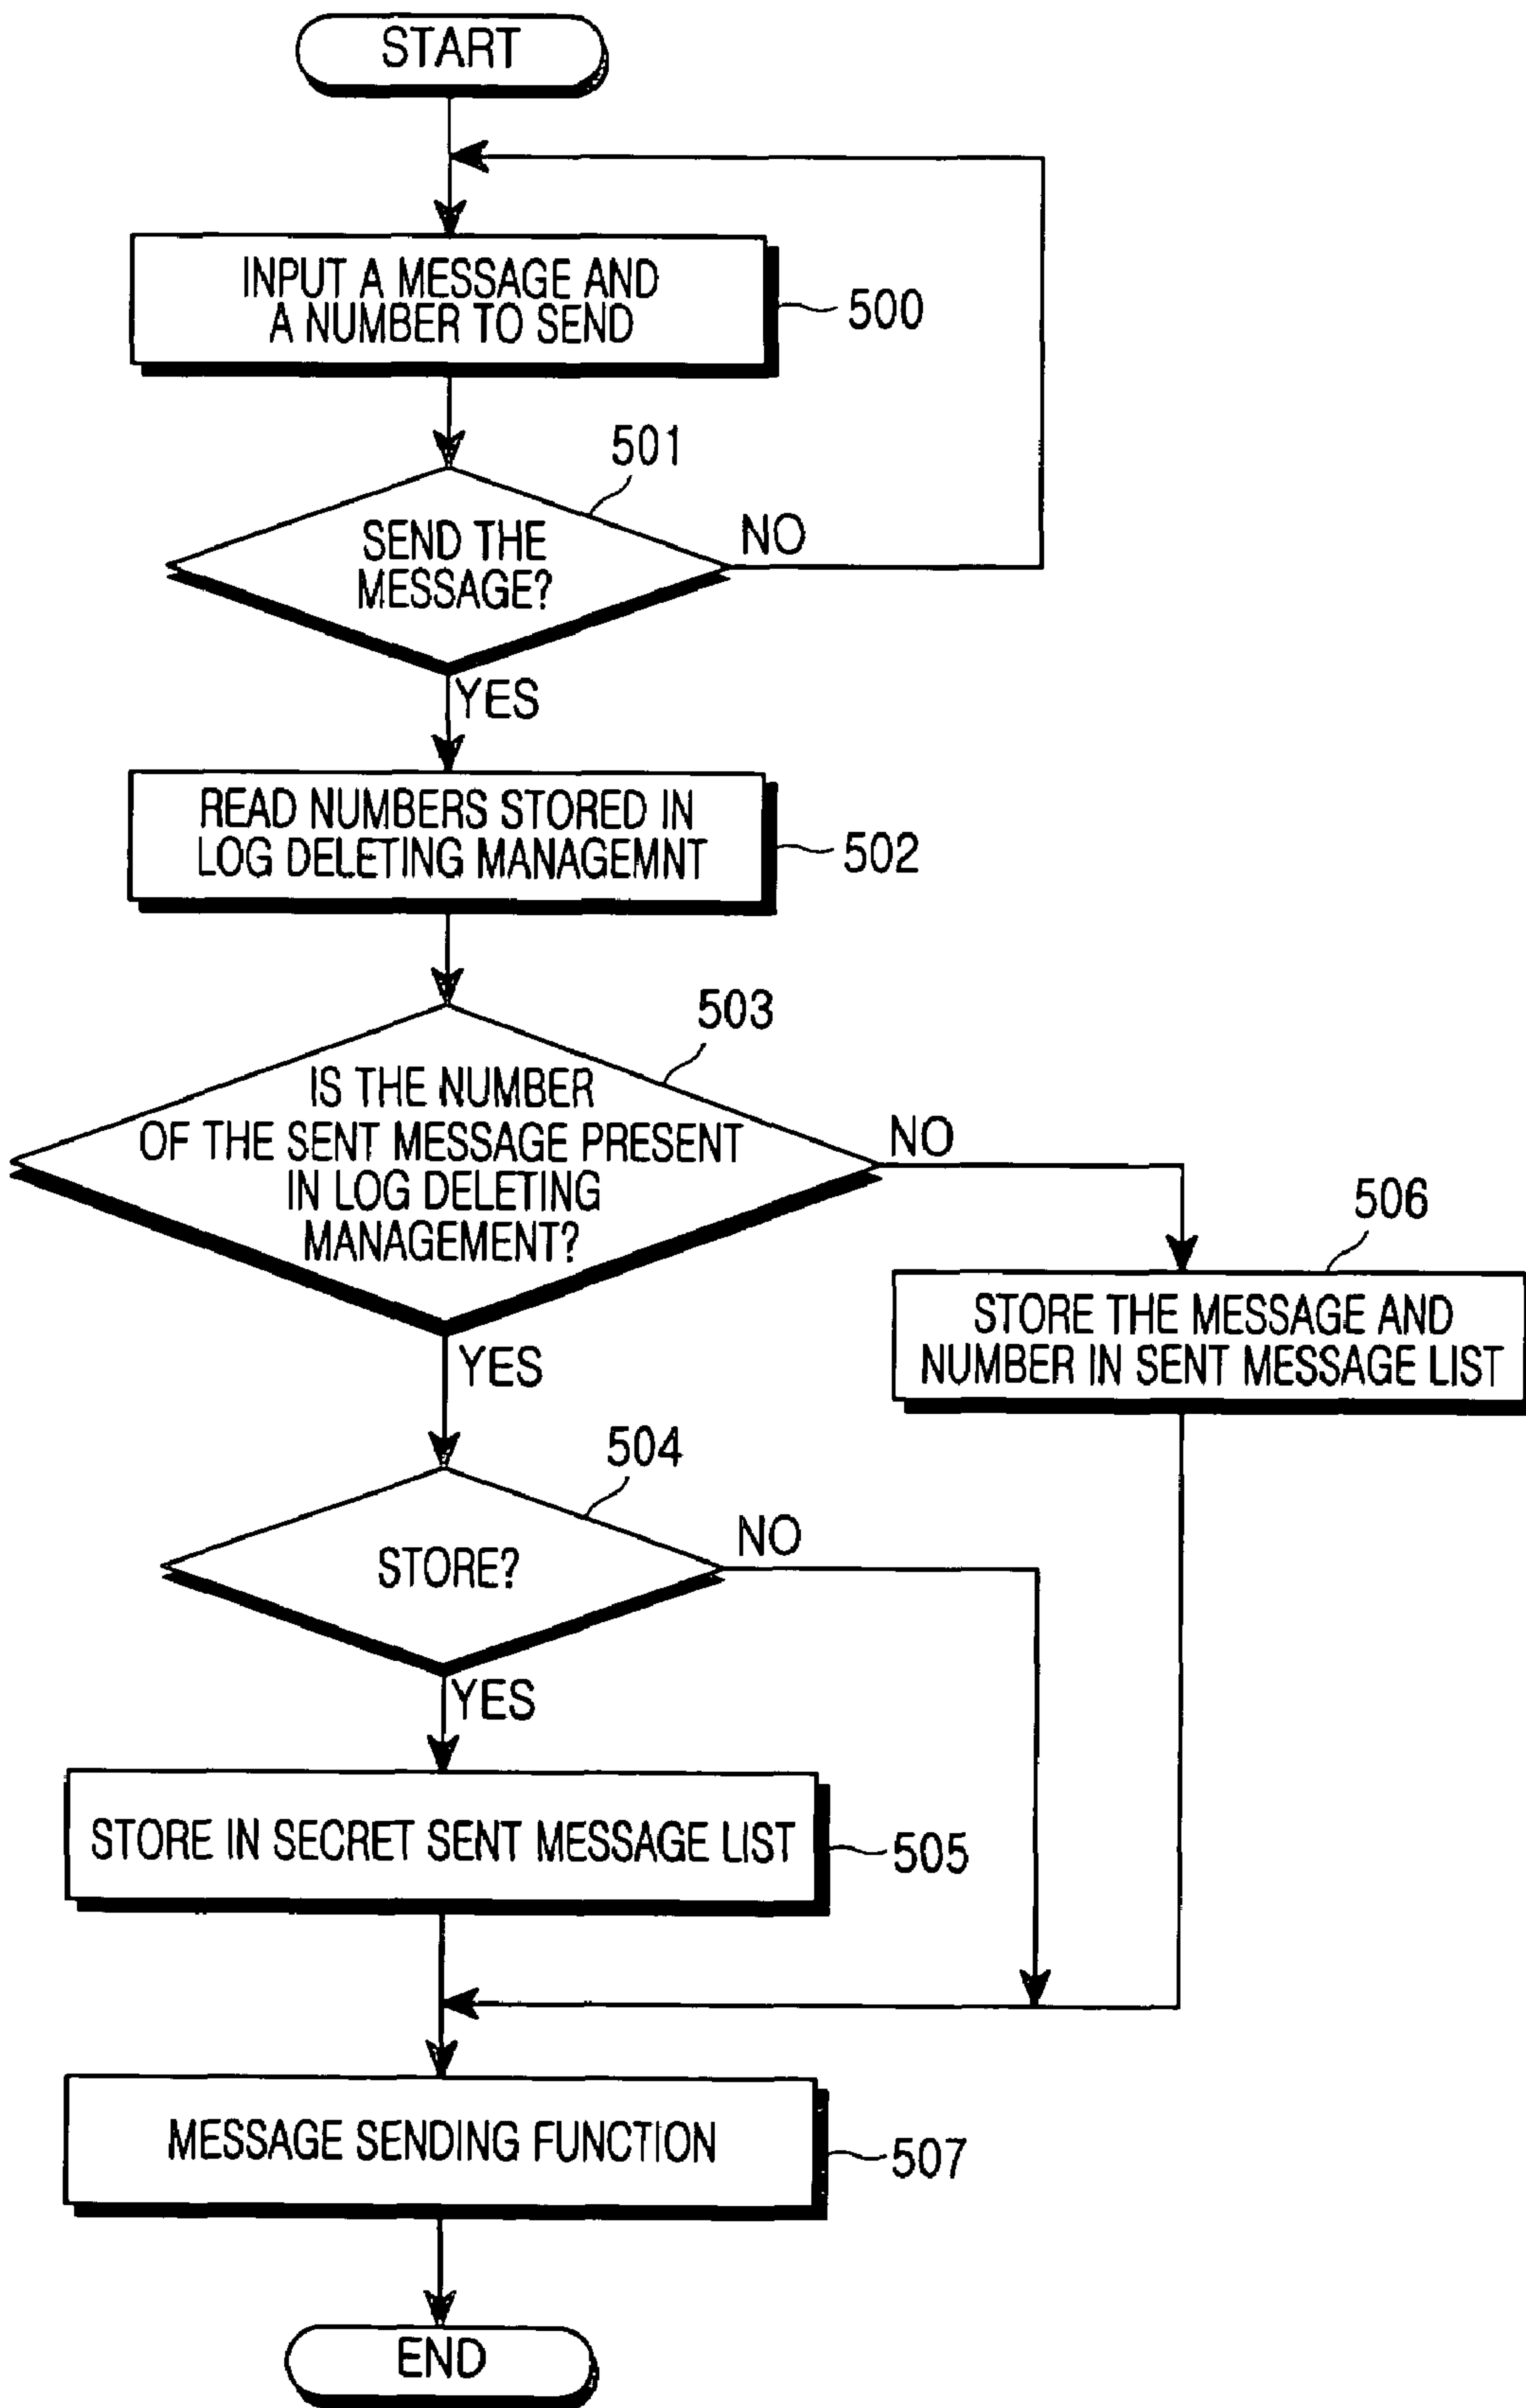 START
INPUT A MESSAGE AND
A NUMBER TO SEND
500
501
SEND THE
MESSAGE?
NO
YES
READ NUMBERS STORED IN
LOG DELETING MANAGEMNT
502
503
IS THE NUMBER
OF THE SENT MESSAGE PRESENT
IN LOG DELETING
MANAGEMENT?
NO
YES
506
STORE THE MESSAGE AND
NUMBER IN SENT MESSAGE LIST
504
STORE?
NO
YES
STORE IN SECRET SENT MESSAGE LIST
505
MESSAGE SENDING FUNCTION
507
END